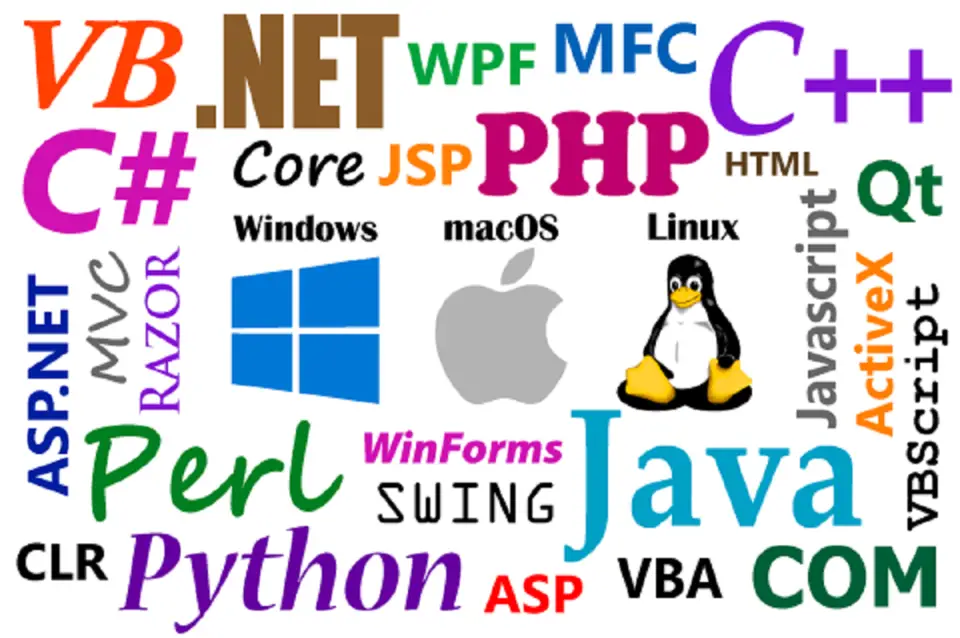 VB
.NET
WPF
MFC
C++
C#
Core
JSP
PHP
HTML
Qt
Windows
macOS
Linux
ASP.NET
MVC
RAZOR
Javascript
ActiveX
VBScript
Perl
WinForms
SWING
Java
CLR
Python
ASP
VBA
COM